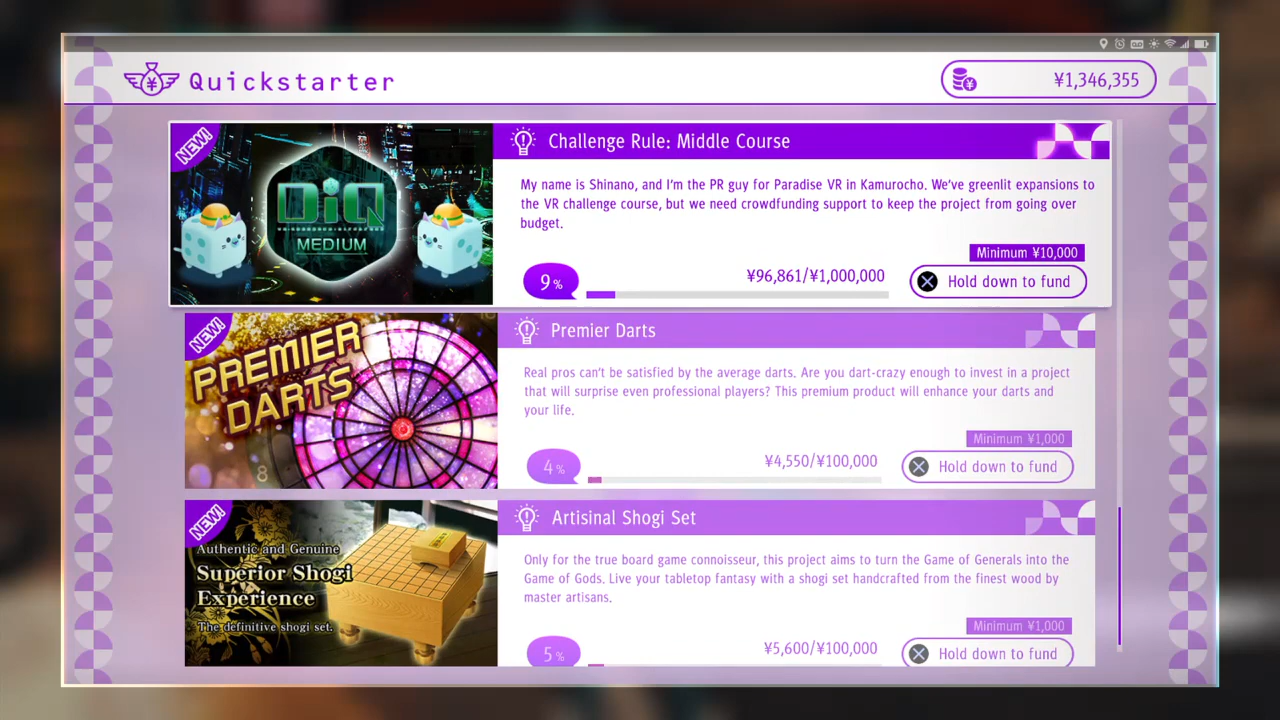 Quickstarter
¥1,346,355
NEW!
DiQ
MEDIUM
Challenge Rule: Middle Course
My name is Shinano, and I'm the PR guy for Paradise VR in Kamurocho. We've greenlit expansions to
the VR challenge course, but we need crowdfunding support to keep the project from going over
budget.
Minimum ¥10,000
9%
¥96,861/¥1,000,000
Hold down to fund
NEW!
PREMIER
DARTS
8
Premier Darts
Real pros can't be satisfied by the average darts. Are you dart-crazy enough to invest in a project
that will surprise even professional players? This premium product will enhance your darts and
your life.
Minimum ¥1,000
4%
¥4,550/¥100,000
Hold down to fund
NEW!
Authentic and Genuine
Superior Shogi
Experience
The definitive shogi set.
Artisinal Shogi Set
Only for the true board game connoisseur, this project aims to turn the Game of Generals into the
Game of Gods. Live your tabletop fantasy with a shogi set handcrafted from the finest wood by
master artisans.
Minimum ¥1,000
5%
¥5,600/¥100,000
Hold down to fund